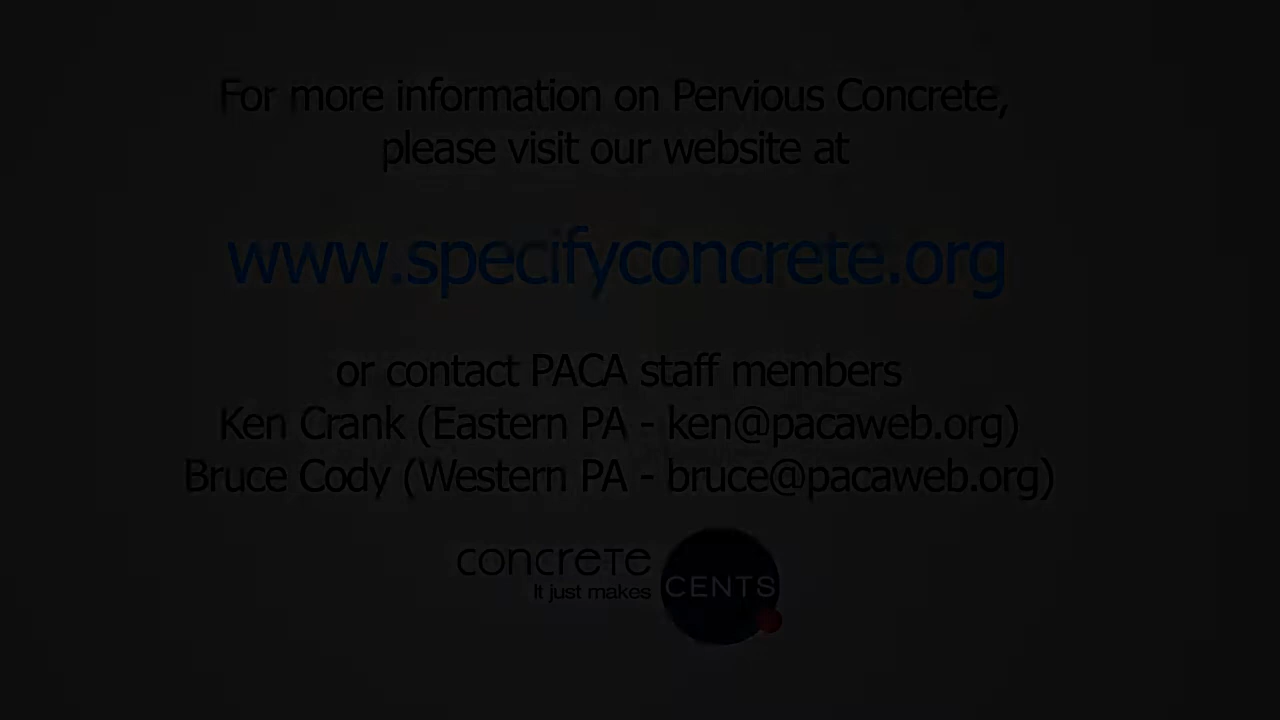 For more information on Pervious Concrete,
please visit our website at
www.specifyconcrete.org
or contact PACA staff members
Ken Crank (Eastern PA - ken@pacaweb.org)
Bruce Cody (Western PA - bruce@pacaweb.org)
concreTe
It just makes
CENTS